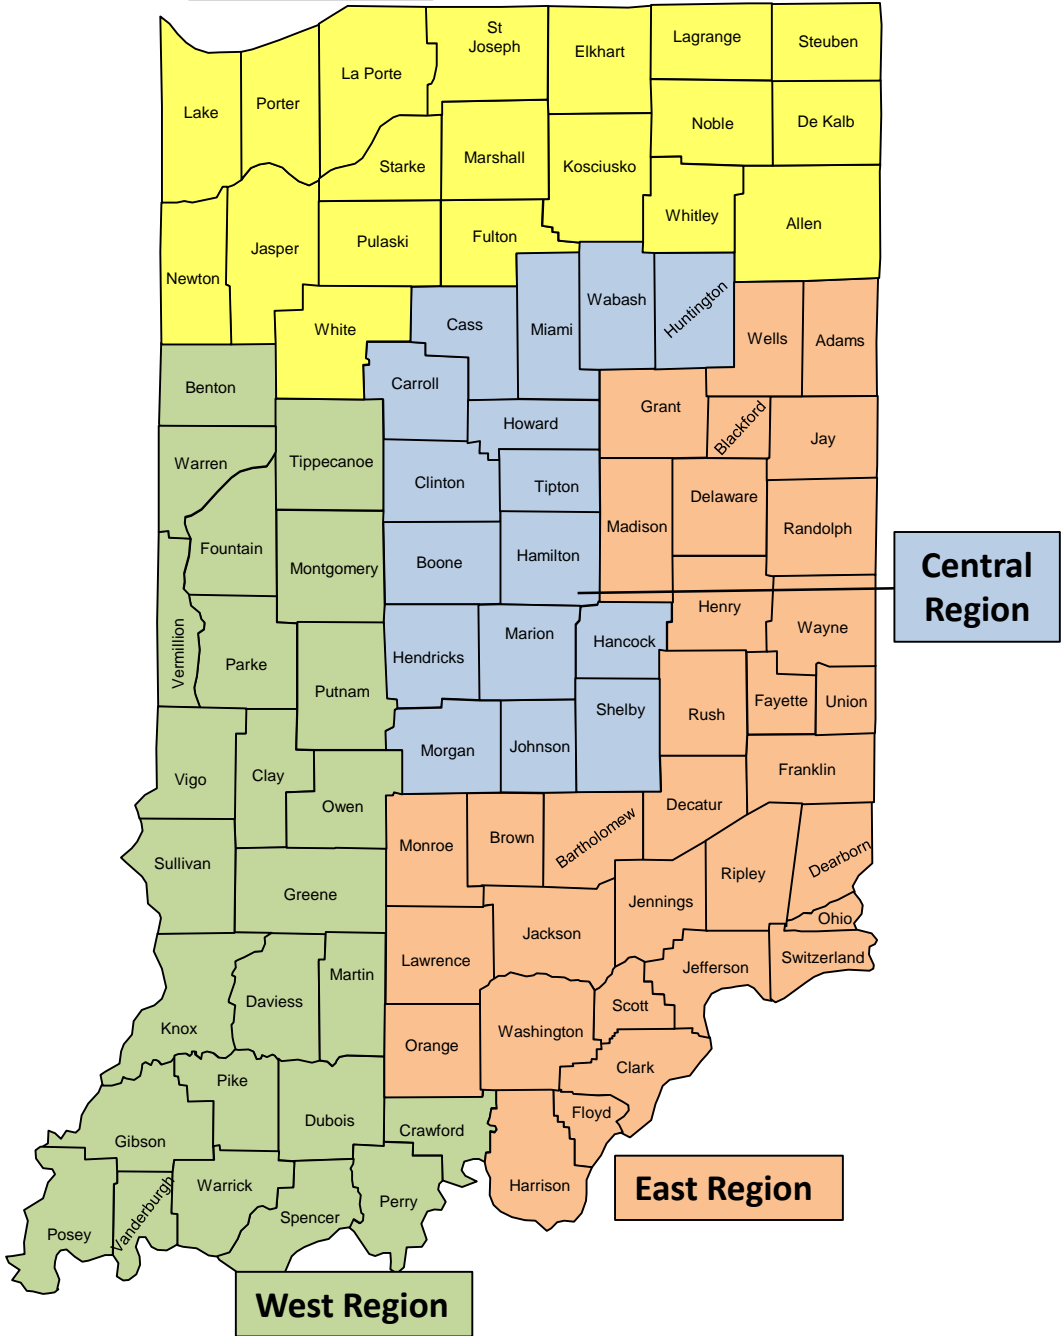 St
Joseph
Elkhart
Lagrange
Steuben
La Porte
Lake
Porter
Noble
De Kalb
Starke
Marshall
Kosciusko
Whitley
Allen
Newton
Jasper
Pulaski
Fulton
White
Cass
Miami
Wabash
Huntington
Wells
Adams
Benton
Carroll
Grant
Blackford
Jay
Howard
Warren
Tippecanoe
Clinton
Tipton
Madison
Delaware
Randolph
Fountain
Montgomery
Boone
Hamilton
Central
Region
Vermillion
Parke
Putnam
Hendricks
Marion
Hancock
Henry
Wayne
Shelby
Rush
Fayette
Union
Vigo
Clay
Owen
Morgan
Johnson
Franklin
Decatur
Sullivan
Greene
Monroe
Brown
Bartholomew
Jennings
Ripley
Dearborn
Ohio
Switzerland
Jackson
Lawrence
Jefferson
Knox
Daviess
Martin
Orange
Washington
Scott
Clark
Pike
Dubois
Crawford
Floyd
Harrison
Gibson
East Region
Posey
Vanderburgh
Warrick
Spencer
Perry
West Region